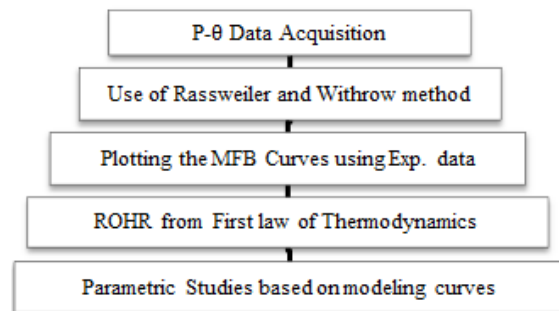 P-θ Data Acquisition
Use of Rassweiler and Withrow method
Plotting the MFB Curves using Exp. data
ROHR from First law of Thermodynamics
Parametric Studies based on modeling curves